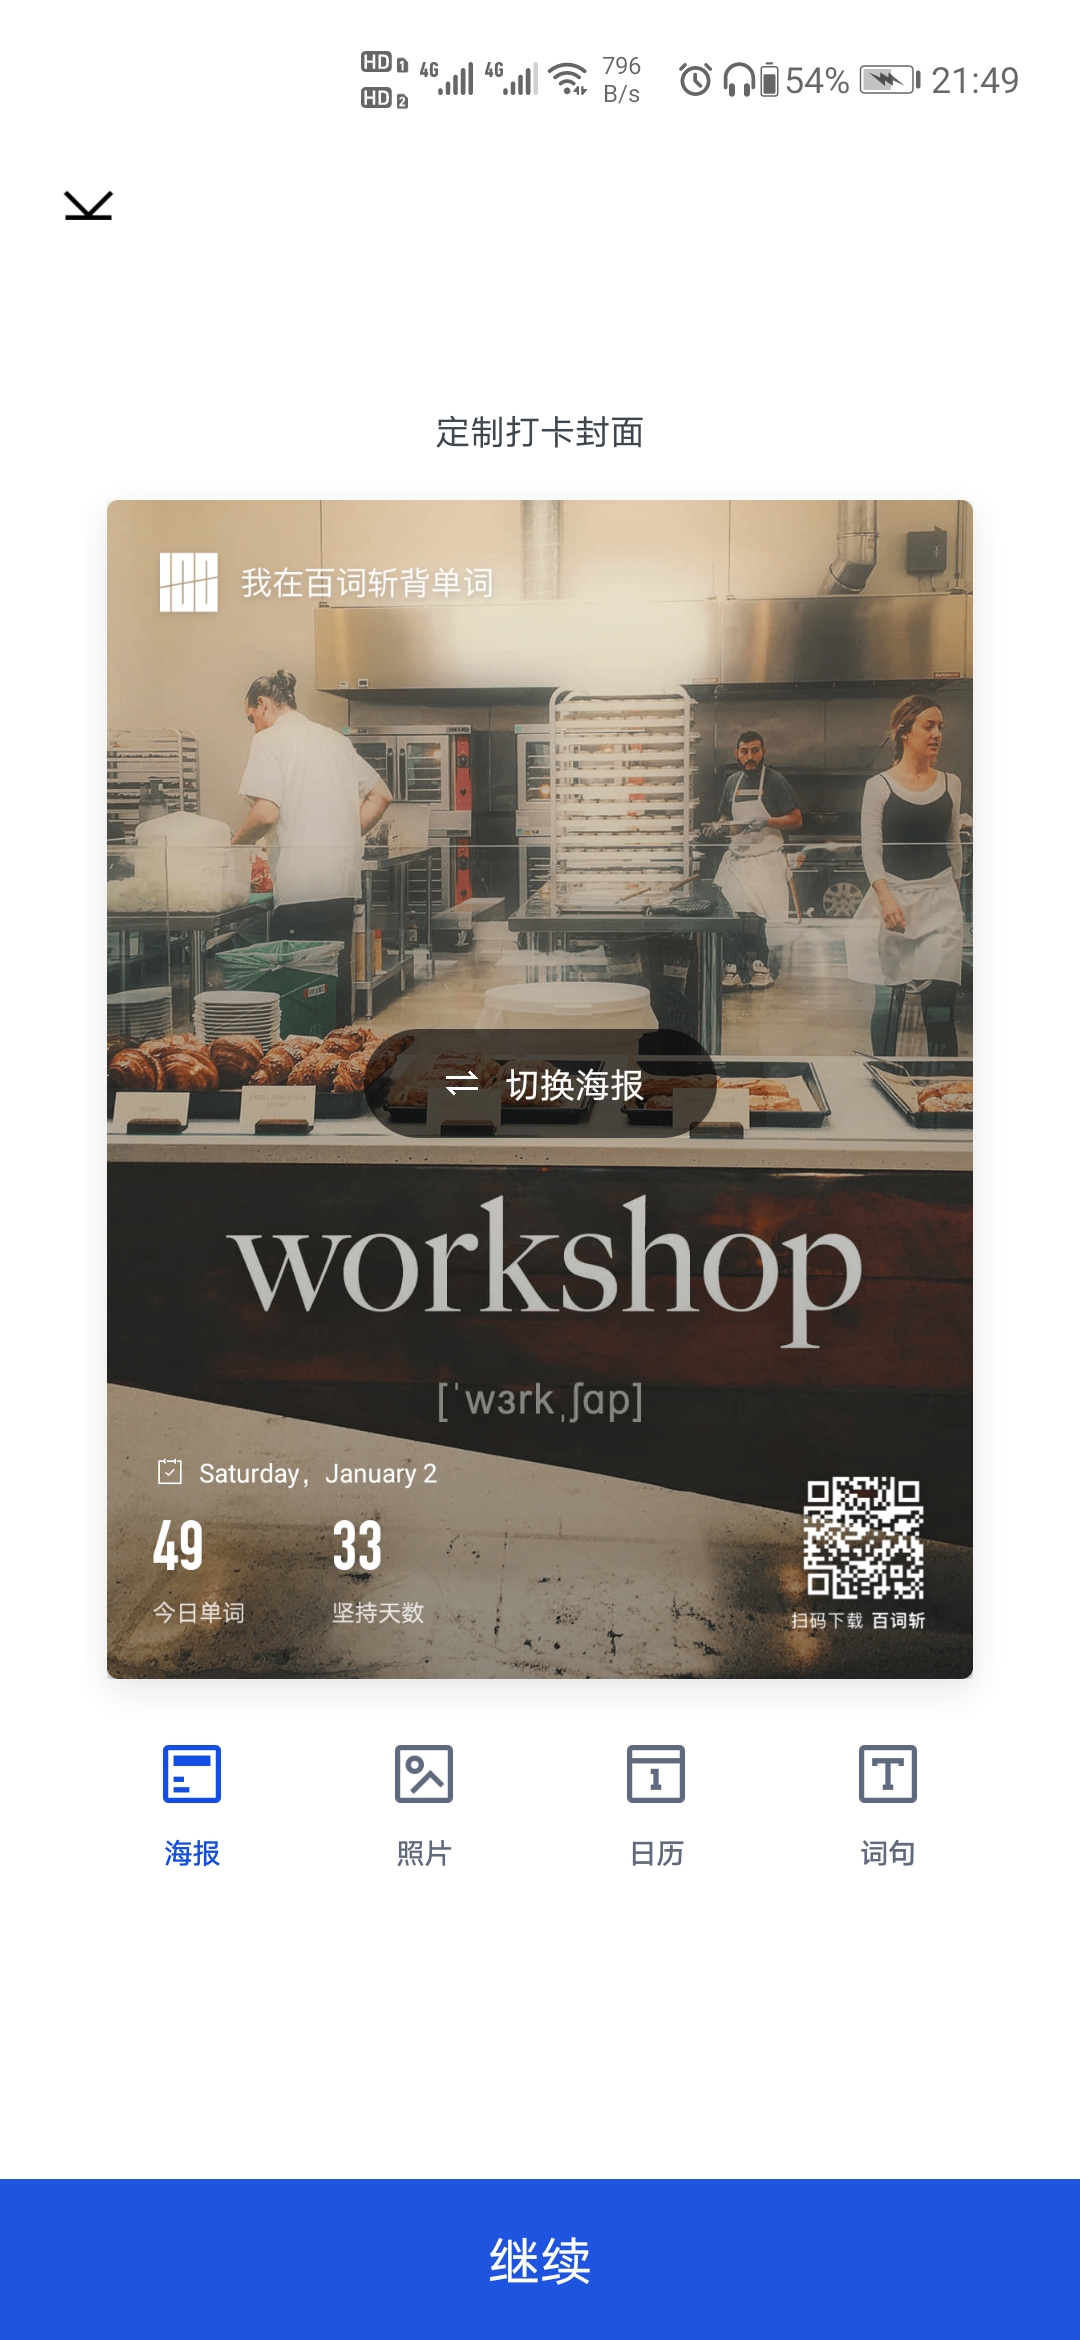 HD 1 4G 4G 796 B/s 54% 21:49
HD 2
定制打卡封面
我在百词斩背单词
切换海报
workshop
[ˈwɜrkˌʃɑp]
Saturday, January 2
49 33
今日单词 坚持天数
扫码下载 百词斩
海报 照片 日历 词句
继续